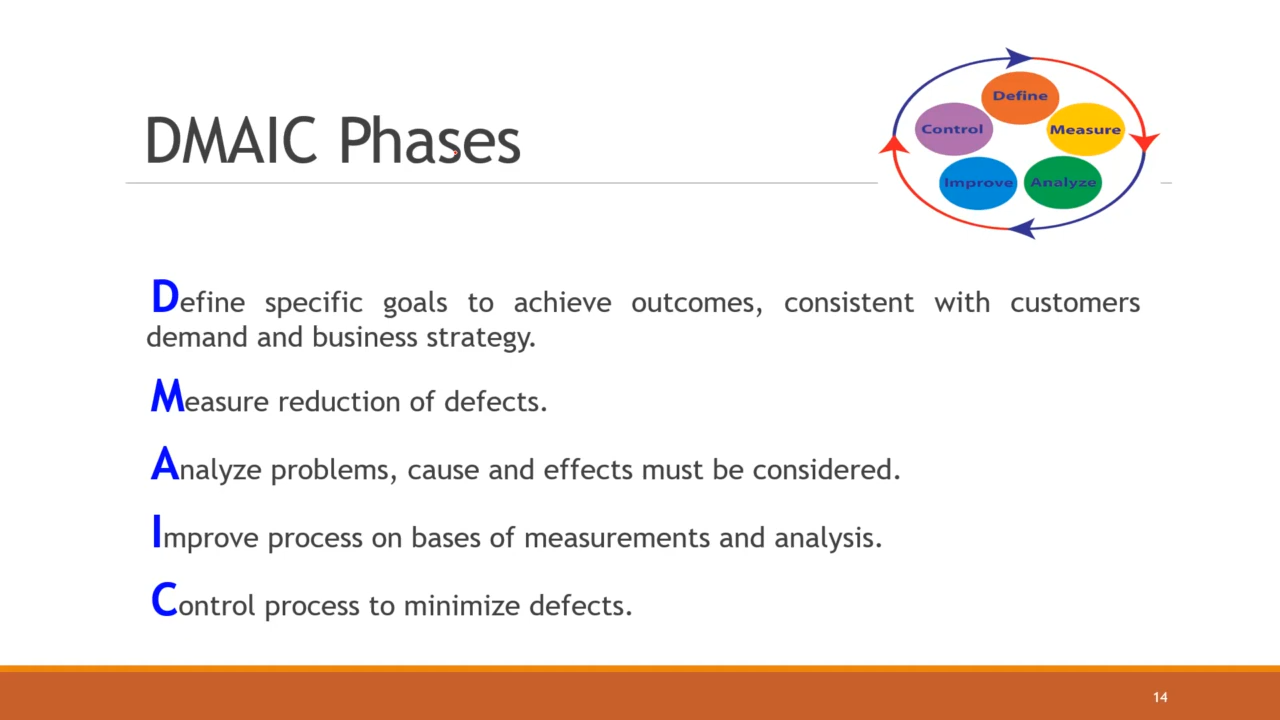 DMAIC Phases
Define
Control
Measure
Improve
Analyze
Define specific goals to achieve outcomes, consistent with customers
demand and business strategy.
Measure reduction of defects.
Analyze problems, cause and effects must be considered.
Improve process on bases of measurements and analysis.
Control process to minimize defects.
14